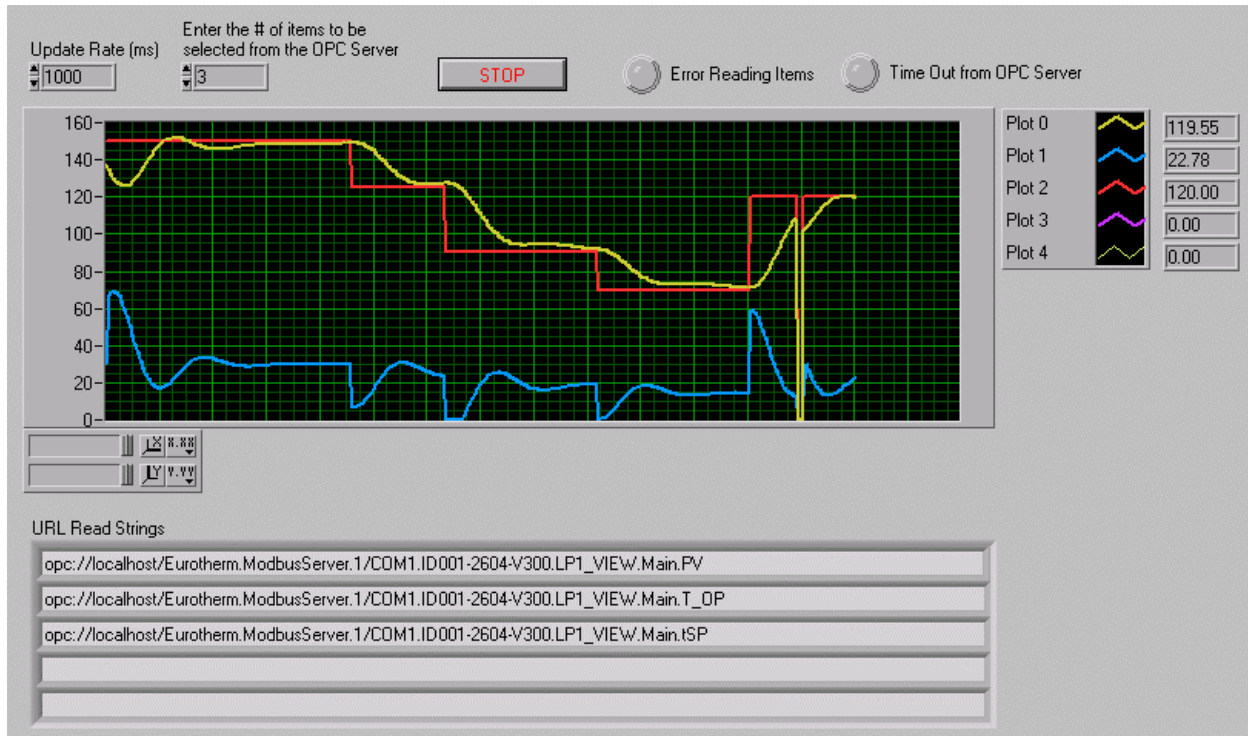 Enter the # of items to be
Update Rate (ms) selected from the OPC Server
1000 3 STOP Error Reading Items Time Out from OPC Server
160
140
120
100
80
60
40
20
0
Plot 0 119.55
Plot 1 22.78
Plot 2 120.00
Plot 3 0.00
Plot 4 0.00
X X.XX
Y Y.YY
URL Read Strings
opc://localhost/Eurotherm.ModbusServer.1/COM1.ID001-2604-V300.LP1_VIEW.Main.PV
opc://localhost/Eurotherm.ModbusServer.1/COM1.ID001-2604-V300.LP1_VIEW.Main.T_OP
opc://localhost/Eurotherm.ModbusServer.1/COM1.ID001-2604-V300.LP1_VIEW.Main.tSP